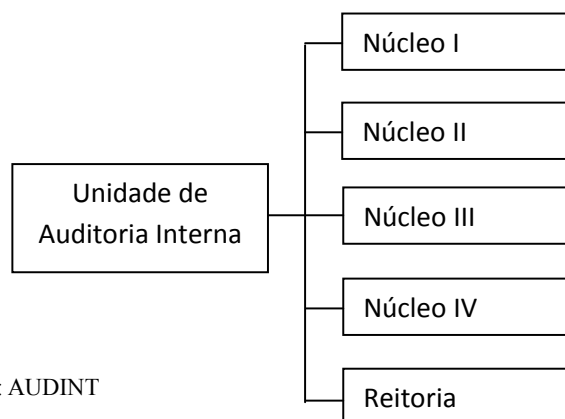 Núcleo I
Núcleo II
Unidade de
Auditoria Interna
Núcleo III
Núcleo IV
: AUDINT
Reitoria